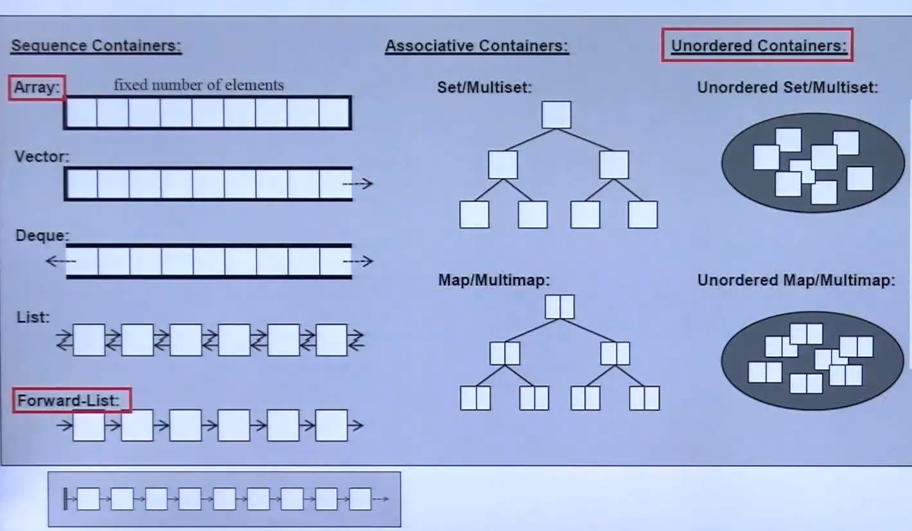 Sequence Containers:
Array:
fixed number of elements
Vector:
Deque:
List:
Forward-List:
Associative Containers:
Set/Multiset:
Map/Multimap:
Unordered Containers:
Unordered Set/Multiset:
Unordered Map/Multimap: